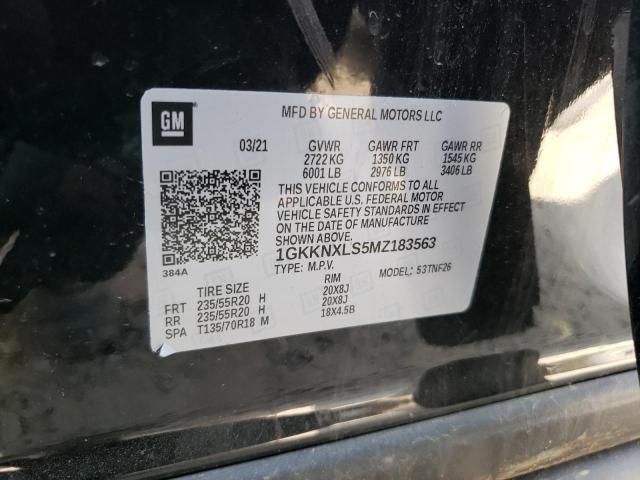 GM
MFD BY GENERAL MOTORS LLC
03/21 GVWR GAWR FRT GAWR RR
2722 KG 1350 KG 1545 KG
6001 LB 2976 LB 3406 LB
THIS VEHICLE CONFORMS TO ALL
APPLICABLE U.S. FEDERAL MOTOR
VEHICLE SAFETY STANDARDS IN EFFECT
ON THE DATE OF MANUFACTURE
SHOWN ABOVE.
1GKKNXLS5MZ183563
384A TYPE: M.P.V. MODEL: 53TNF26
TIRE SIZE RIM
FRT 235/55R20 H 20X8J
RR 235/55R20 H 20X8J
SPA T135/70R18 M 18X4.5B